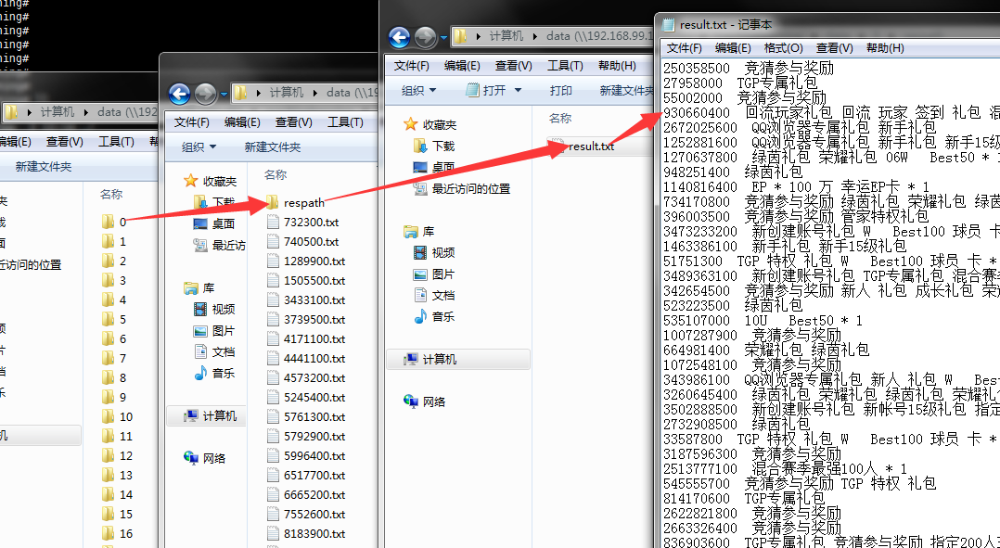 ning#
ning#
ning#
ning#
ning#
计算机
data (\\192
编辑(E) 查看(V) 工具(T)
新建文件夹
近访问的位置
名称
0
1
2
3
4
5
6
7
8
9
10
11
12
13
14
15
16
计算机
data (\\19
文件(F) 编辑(E) 查看(V) 工具(T)
组织
新建文件夹
收藏夹
下载
桌面
最近访
库
视频
图片
文档
音乐
计算机
网络
名称
respath
732300.txt
740500.txt
1289900.txt
1505500.txt
3433100.txt
3739500.txt
4171100.txt
4441100.txt
4573200.txt
5245400.txt
5761300.txt
5792900.txt
5996400.txt
6517700.txt
6665200.txt
7552600.txt
8183900.txt
计算机
data (\\192.168.99.1
文件(F) 编辑(E) 查看(V) 工具(T) 帮助(H)
组织
打开
打印
新建文件夹
收藏夹
下载
桌面
最近访问的位置
库
视频
图片
文档
音乐
计算机
网络
名称
result.txt
result.txt - 记事本
文件(F) 编辑(E) 格式(O) 查看(V) 帮助(H)
250358500 竞猜参与奖励
27958000 TGP专属礼包
55002000 竞猜参与奖励
930660400 回流玩家礼包 回流 玩家 签到 礼包 混
2672025600 QQ浏览器专属礼包 新手礼包
1252881600 QQ浏览器专属礼包 新手礼包 新手15级
1270637800 绿茵礼包 荣耀礼包 06W Best50 * 1
948251400 绿茵礼包
1140816400 EP * 100 万 幸运EP卡 * 1
734170800 竞猜参与奖励 绿茵礼包 荣耀礼包 绿茵
396003500 竞猜参与奖励 管家特权礼包
3473233200 新创建账号礼包 W Best100 球员 卡
1463386100 新手礼包 新手15级礼包
51751300 TGP 特权 礼包 W Best100 球员 卡 *
3489363100 新创建账号礼包 TGP专属礼包 混合赛季
342654500 竞猜参与奖励 新人 礼包 成长礼包 荣耀
523223500 绿茵礼包
535107000 10U Best50 * 1
1007287900 竞猜参与奖励
664981400 荣耀礼包 绿茵礼包
1072548100 竞猜参与奖励
343986100 QQ浏览器专属礼包 新人 礼包 W Bes
3260645400 绿茵礼包 荣耀礼包 绿茵礼包 荣耀礼包
3502888500 新创建账号礼包 新帐号15级礼包 指定
2732908500 绿茵礼包
33587800 TGP 特权 礼包 W Best100 球员 卡 *
3187596300 竞猜参与奖励
2513777100 混合赛季最强100人 * 1
545555700 竞猜参与奖励 TGP 特权 礼包
814170600 TGP专属礼包
2622821800 竞猜参与奖励
2663326400 竞猜参与奖励
836903600 TGP专属礼包 竞猜参与奖励 指定200人